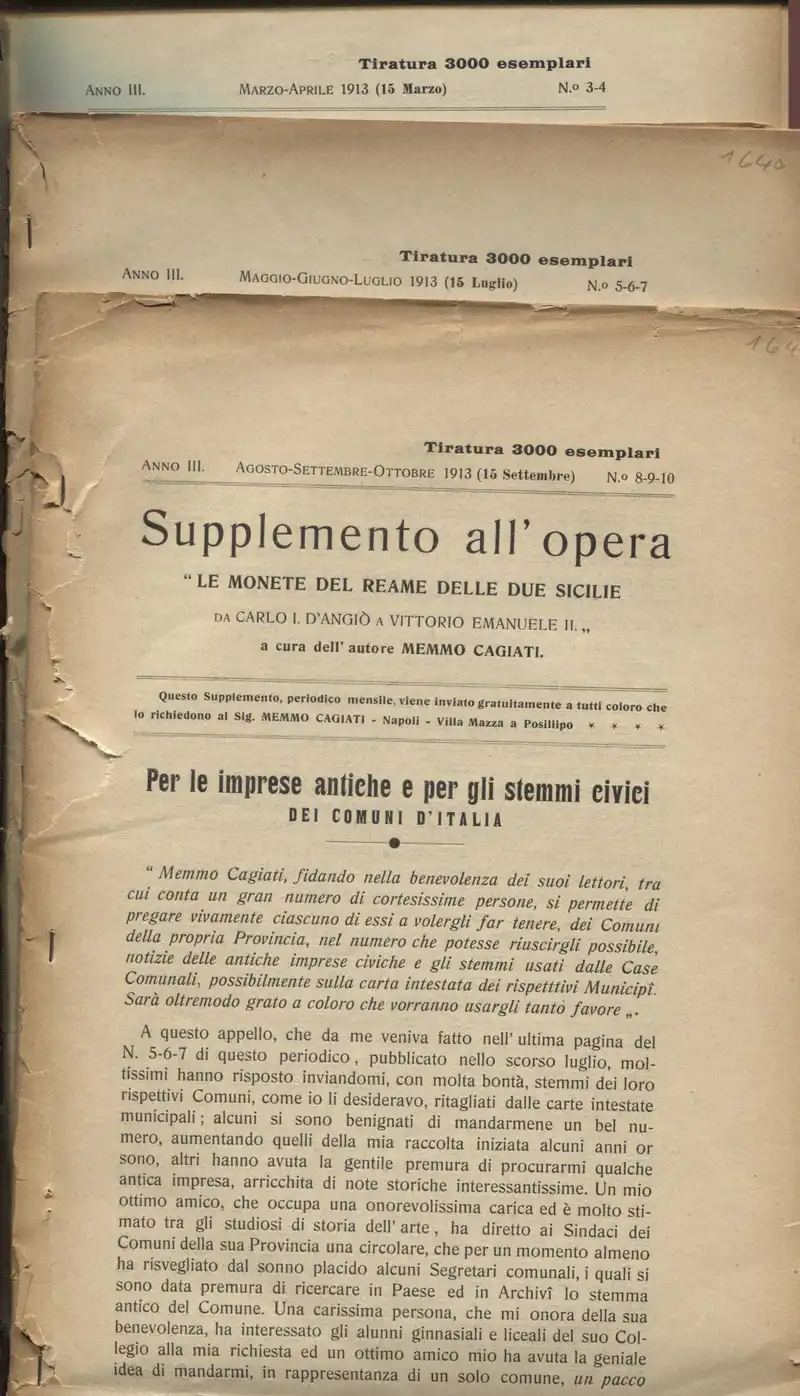 Tiratura 3000 esemplari
ANNO III. MARZO-APRILE 1913 (15 Marzo) N.o 3-4
1640
Tiratura 3000 esemplari
ANNO III. MAGGIO-GIUGNO-LUGLIO 1913 (15 Luglio) N.o 5-6-7
164
Tiratura 3000 esemplari
ANNO III. AGOSTO-SETTEMBRE-OTTOBRE 1913 (15 Settembre) N.o 8-9-10
Supplemento all' opera
“ LE MONETE DEL REAME DELLE DUE SICILIE
DA CARLO I. D'ANGIÒ A VITTORIO EMANUELE II. „
a cura dell' autore MEMMO CAGIATI.
Questo Supplemento, periodico mensile, viene inviato gratuitamente a tutti coloro che
lo richiedono al Sig. MEMMO CAGIATI - Napoli - Villa Mazza a Posillipo * * * *
Per le imprese antiche e per gli stemmi civici
DEI COMUNI D'ITALIA
“ Memmo Cagiati, fidando nella benevolenza dei suoi lettori, tra
cui conta un gran numero di cortesissime persone, si permette di
pregare vivamente ciascuno di essi a volergli far tenere, dei Comuni
della propria Provincia, nel numero che potesse riuscirgli possibile,
notizie delle antiche imprese civiche e gli stemmi usati dalle Case
Comunali, possibilmente sulla carta intestata dei rispetttivi Municipî.
Sarà oltremodo grato a coloro che vorranno usargli tanto favore „.
A questo appello, che da me veniva fatto nell' ultima pagina del
N. 5-6-7 di questo periodico, pubblicato nello scorso luglio, mol-
tissimi hanno risposto inviandomi, con molta bontà, stemmi dei loro
rispettivi Comuni, come io li desideravo, ritagliati dalle carte intestate
municipali ; alcuni si sono benignati di mandarmene un bel nu-
mero, aumentando quelli della mia raccolta iniziata alcuni anni or
sono, altri hanno avuta la gentile premura di procurarmi qualche
antica impresa, arricchita di note storiche interessantissime. Un mio
ottimo amico, che occupa una onorevolissima carica ed è molto sti-
mato tra gli studiosi di storia dell' arte, ha diretto ai Sindaci dei
Comuni della sua Provincia una circolare, che per un momento almeno
ha risvegliato dal sonno placido alcuni Segretari comunali, i quali si
sono data premura di ricercare in Paese ed in Archivî lo stemma
antico del Comune. Una carissima persona, che mi onora della sua
benevolenza, ha interessato gli alunni ginnasiali e liceali del suo Col-
legio alla mia richiesta ed un ottimo amico mio ha avuta la geniale
idea di mandarmi, in rappresentanza di un solo comune, un pacco